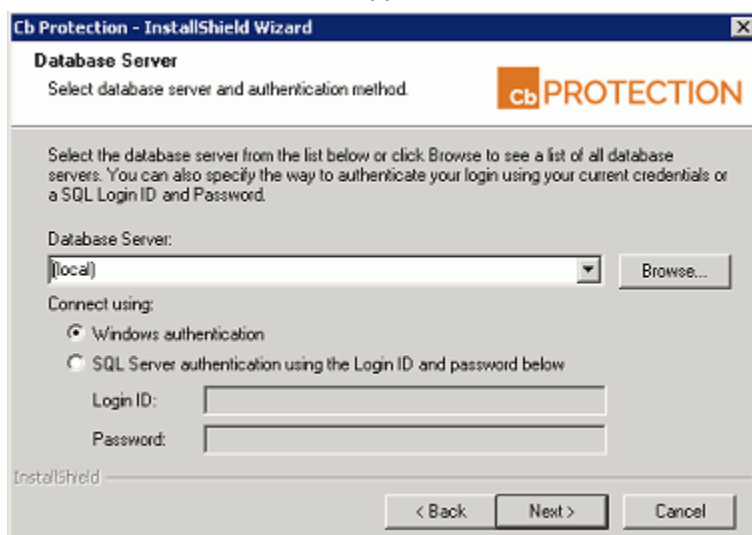 Cb Protection - InstallShield Wizard
Database Server
Select database server and authentication method.
Cb PROTECTION
Select the database server from the list below or click Browse to see a list of all database
servers. You can also specify the way to authenticate your login using your current credentials or
a SQL Login ID and Password.
Database Server:
(local)
Browse...
Connect using:
Windows authentication
SQL Server authentication using the Login ID and password below
Login ID:
Password:
InstallShield
< Back
Next >
Cancel